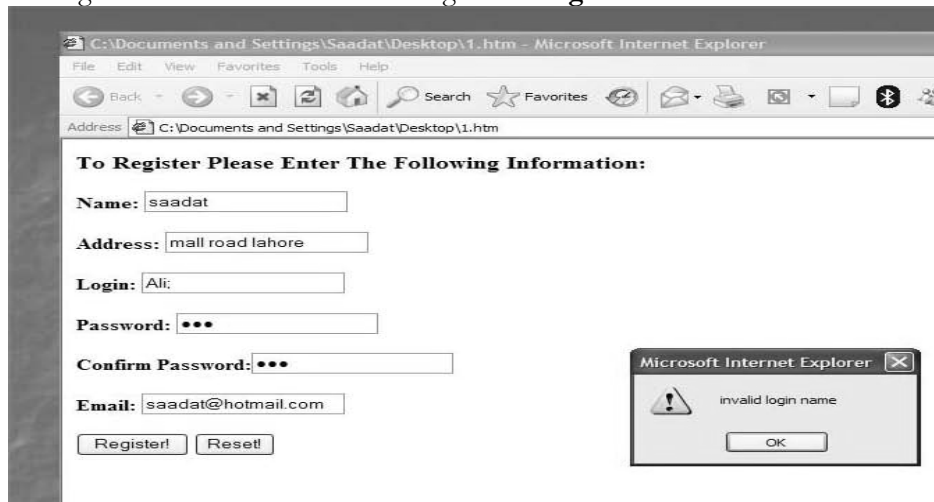 C:\Documents and Settings\Saadat\Desktop\1.htm - Microsoft Internet Explorer
File Edit View Favorites Tools Help
Back Search Favorites
Address C:\Documents and Settings\Saadat\Desktop\1.htm
To Register Please Enter The Following Information:
Name: saadat
Address: mall road lahore
Login: Ali;
Password: •••
Confirm Password: •••
Email: saadat@hotmail.com
Register! Reset!
Microsoft Internet Explorer
invalid login name
OK